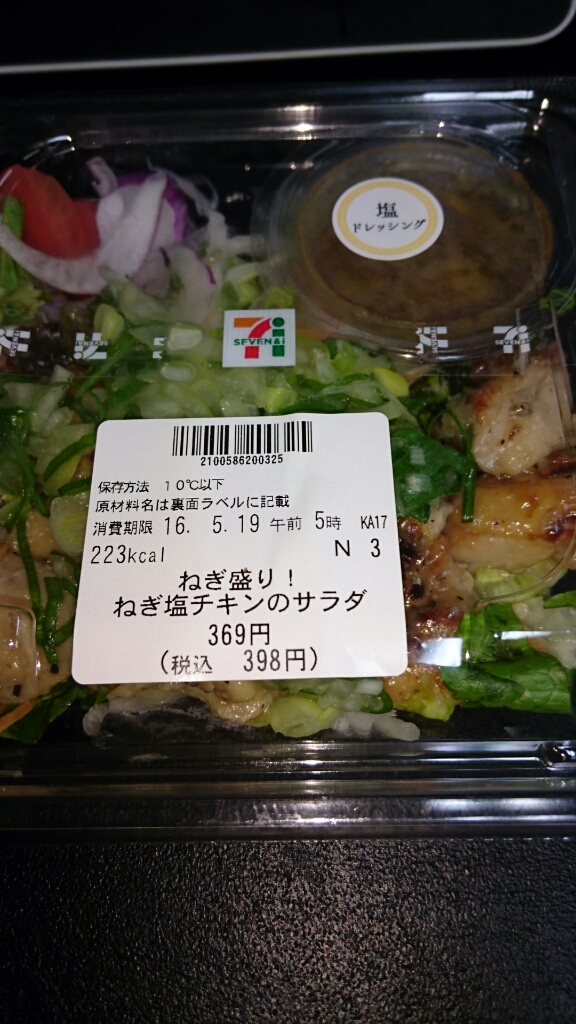 塩
ドレッシング
SEVEN&i
2100586200325
保存方法 10℃以下
原材料名は裏面ラベルに記載
消費期限 16. 5.19 午前 5時 KA17
223kcal N 3
ねぎ盛り!
ねぎ塩チキンのサラダ
369円
(税込 398円)